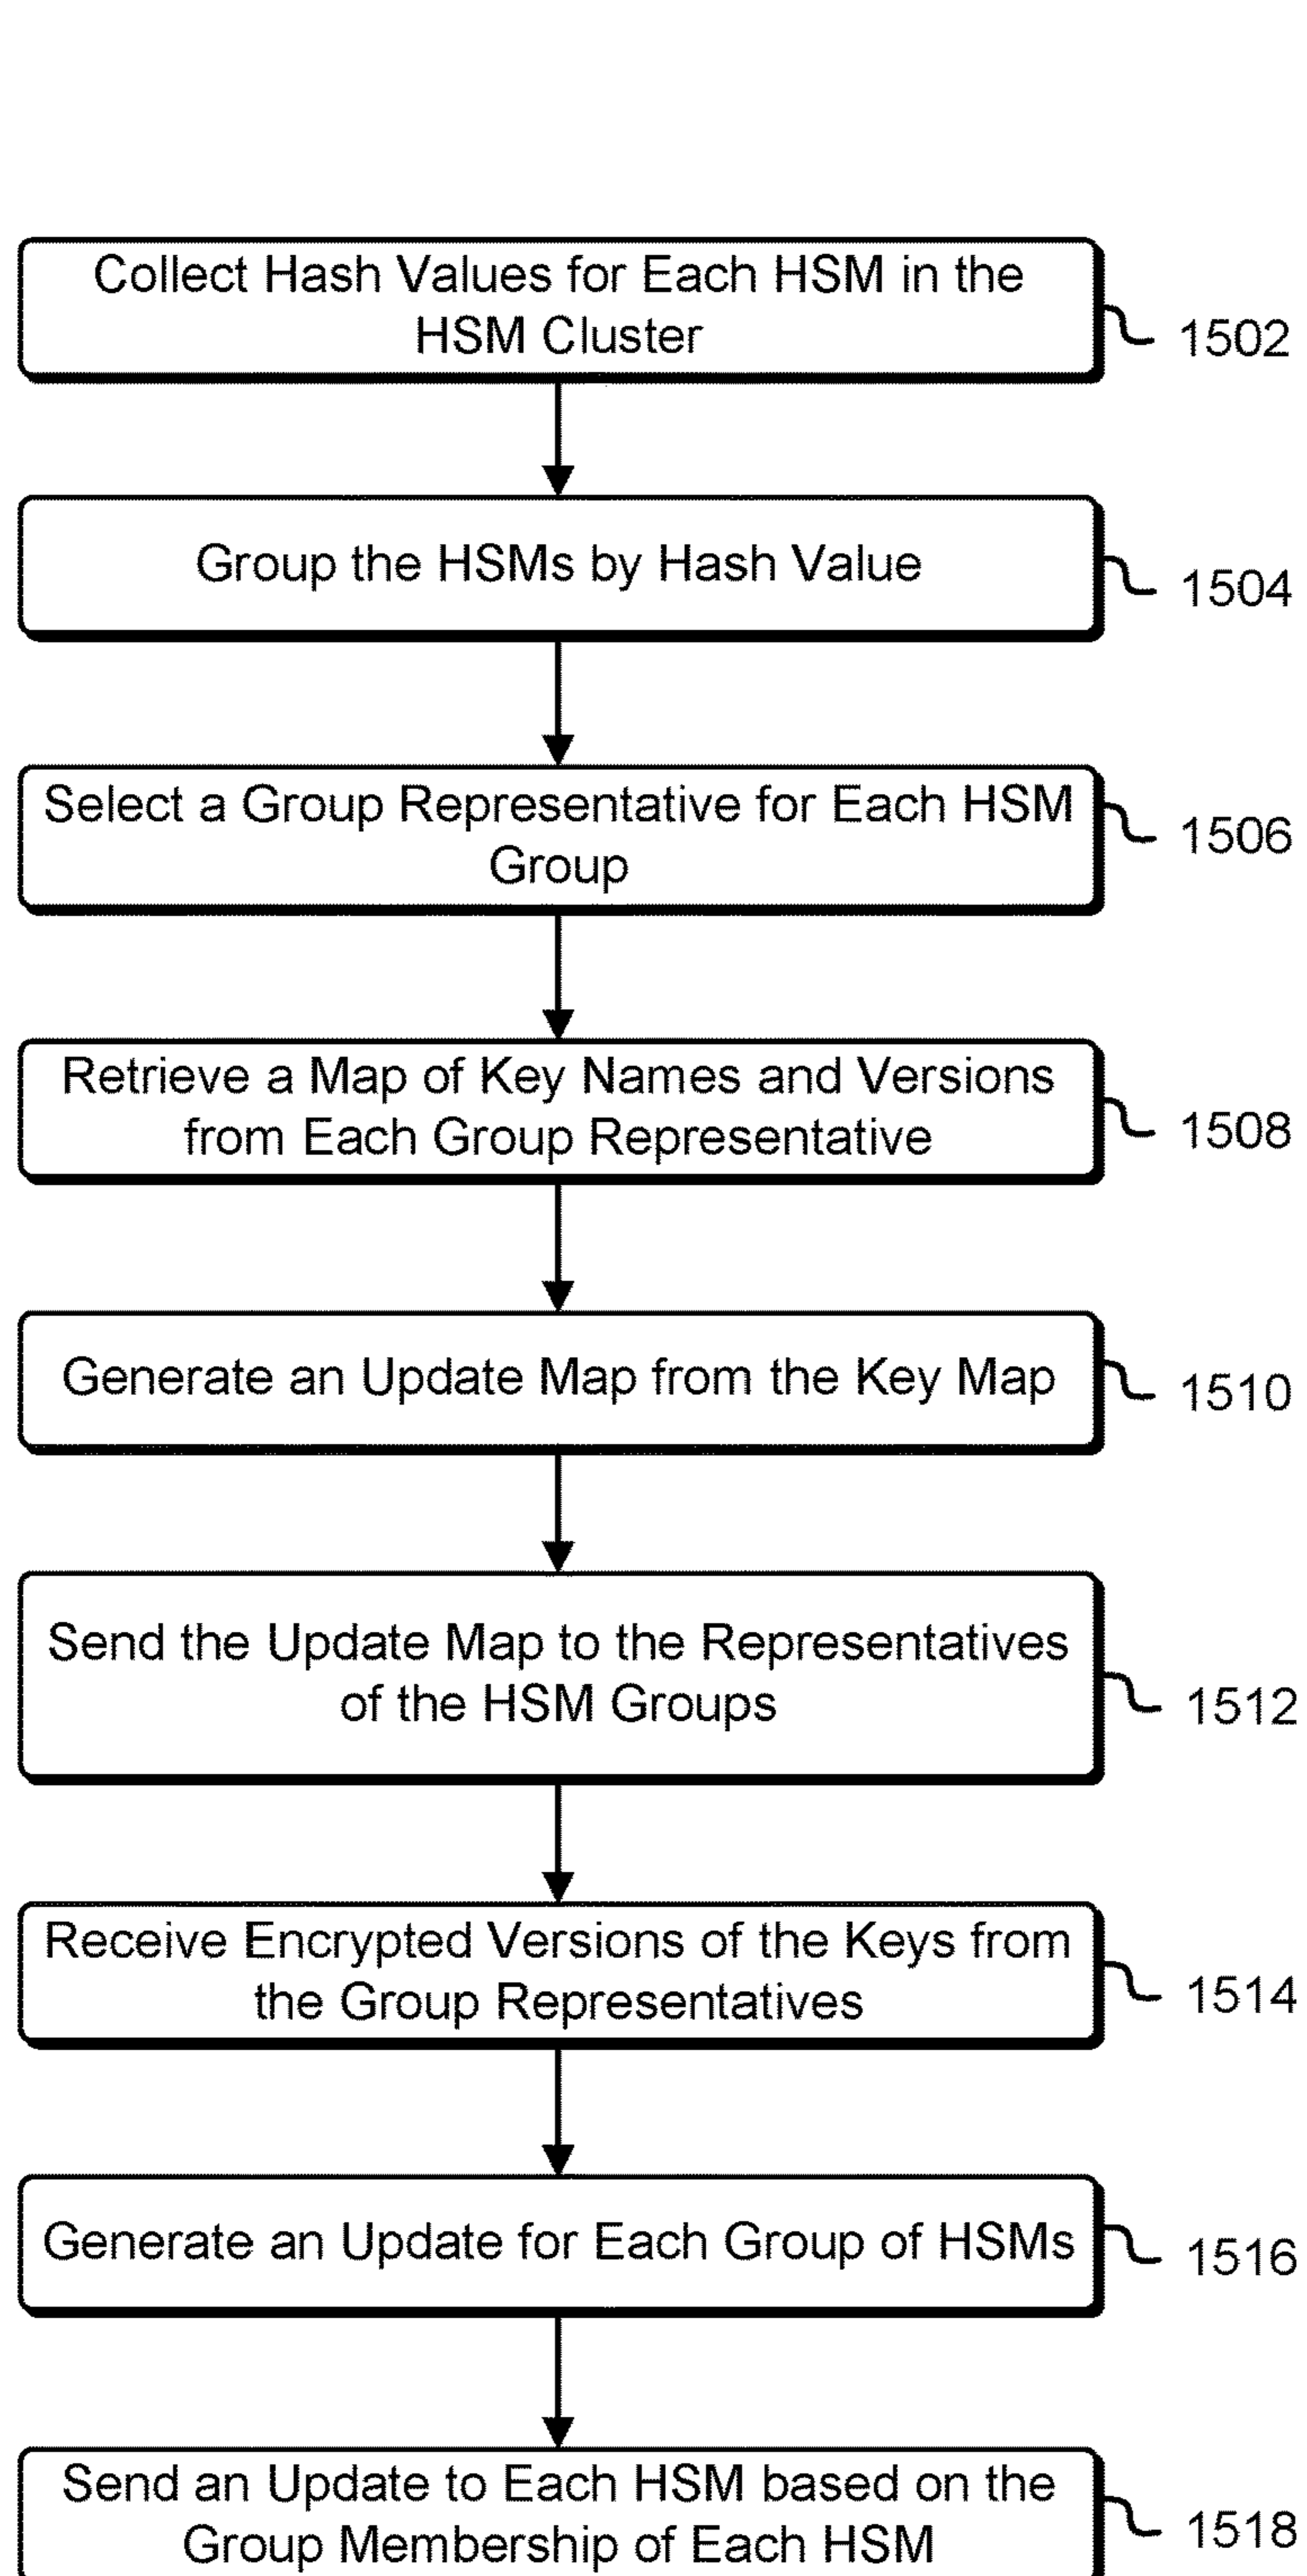 Collect Hash Values for Each HSM in the
HSM Cluster
1502
Group the HSMs by Hash Value
1504
Select a Group Representative for Each HSM
Group
1506
Retrieve a Map of Key Names and Versions
from Each Group Representative
1508
Generate an Update Map from the Key Map
1510
Send the Update Map to the Representatives
of the HSM Groups
1512
Receive Encrypted Versions of the Keys from
the Group Representatives
1514
Generate an Update for Each Group of HSMs
1516
Send an Update to Each HSM based on the
Group Membership of Each HSM
1518